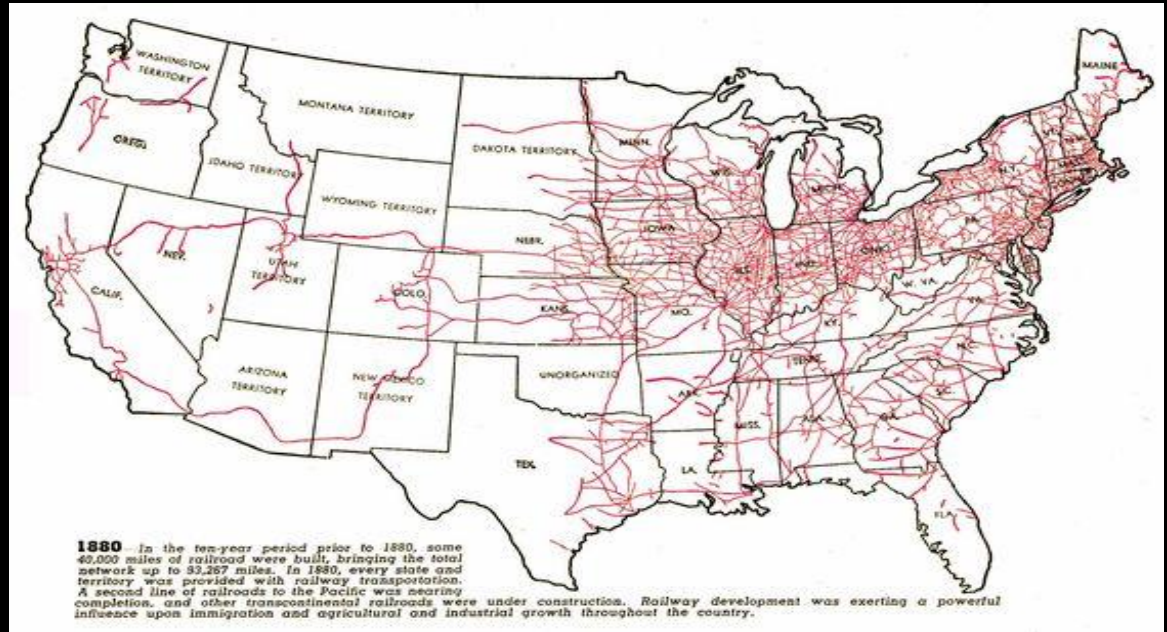 WASHINGTON
TERRITORY
MAINE
MONTANA TERRITORY
OREG.
IDAHO TERRITORY
DAKOTA TERRITORY
MINN.
VT.
N.H.
WYOMING TERRITORY
WIS.
MICH.
N.Y.
MASS.
NEBR.
IOWA
PA.
NEV.
UTAH
TERRITORY
COLO.
ILL.
IND.
OHIO
W. VA.
CALIF.
KANS.
MO.
KY.
VA.
ARIZONA
TERRITORY
NEW MEXICO
TERRITORY
UNORGANIZED
ARK.
TENN.
N.C.
S.C.
TEX.
LA.
MISS.
ALA.
GA.
FLA.
1880 In the ten-year period prior to 1880, some
40,000 miles of railroad were built, bringing the total
network up to 93,267 miles. In 1880, every state and
territory was provided with railway transportation.
A second line of railroads to the Pacific was nearing
completion, and other transcontinental railroads were under construction. Railway development was exerting a powerful
influence upon immigration and agricultural and industrial growth throughout the country.